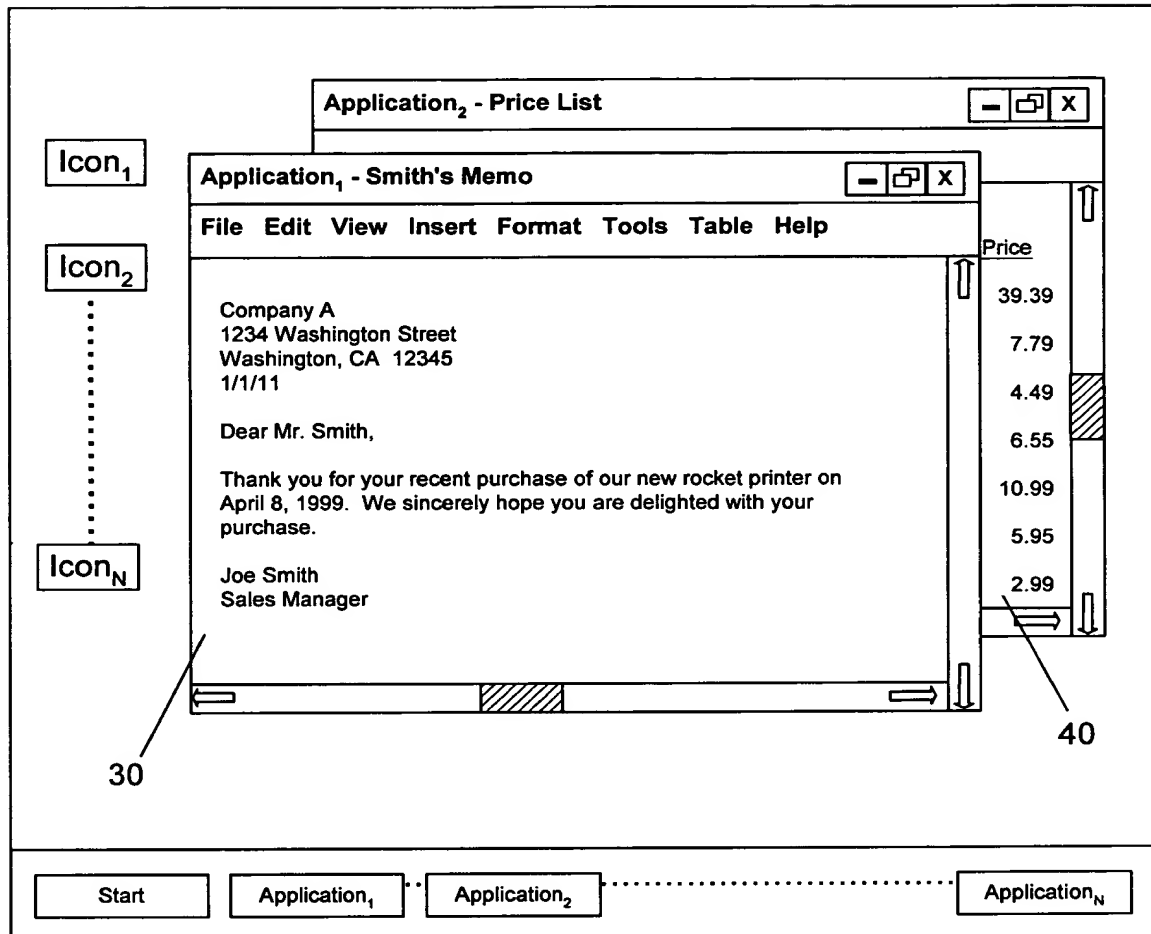 Application₂ - Price List
Icon₁
Application₁ - Smith's Memo
File Edit View Insert Format Tools Table Help
Icon₂
Price
Company A
1234 Washington Street
Washington, CA 12345
1/1/11
Dear Mr. Smith,
Thank you for your recent purchase of our new rocket printer on
April 8, 1999. We sincerely hope you are delighted with your
purchase.
Joe Smith
Sales Manager
39.39
7.79
4.49
6.55
10.99
5.95
2.99
Icon_N
30
40
Start
Application₁
Application₂
Application_N